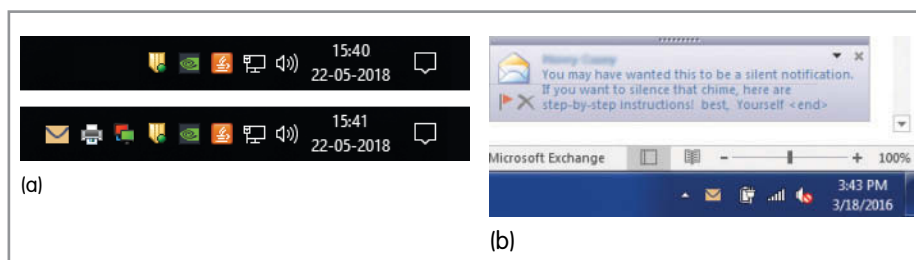 15:40
22-05-2018
15:41
22-05-2018
(a)
You may have wanted this to be a silent notification.
If you want to silence that chime, here are
step-by-step instructions! best, Yourself <end>
Microsoft Exchange
- + 100%
3:43 PM
3/18/2016
(b)